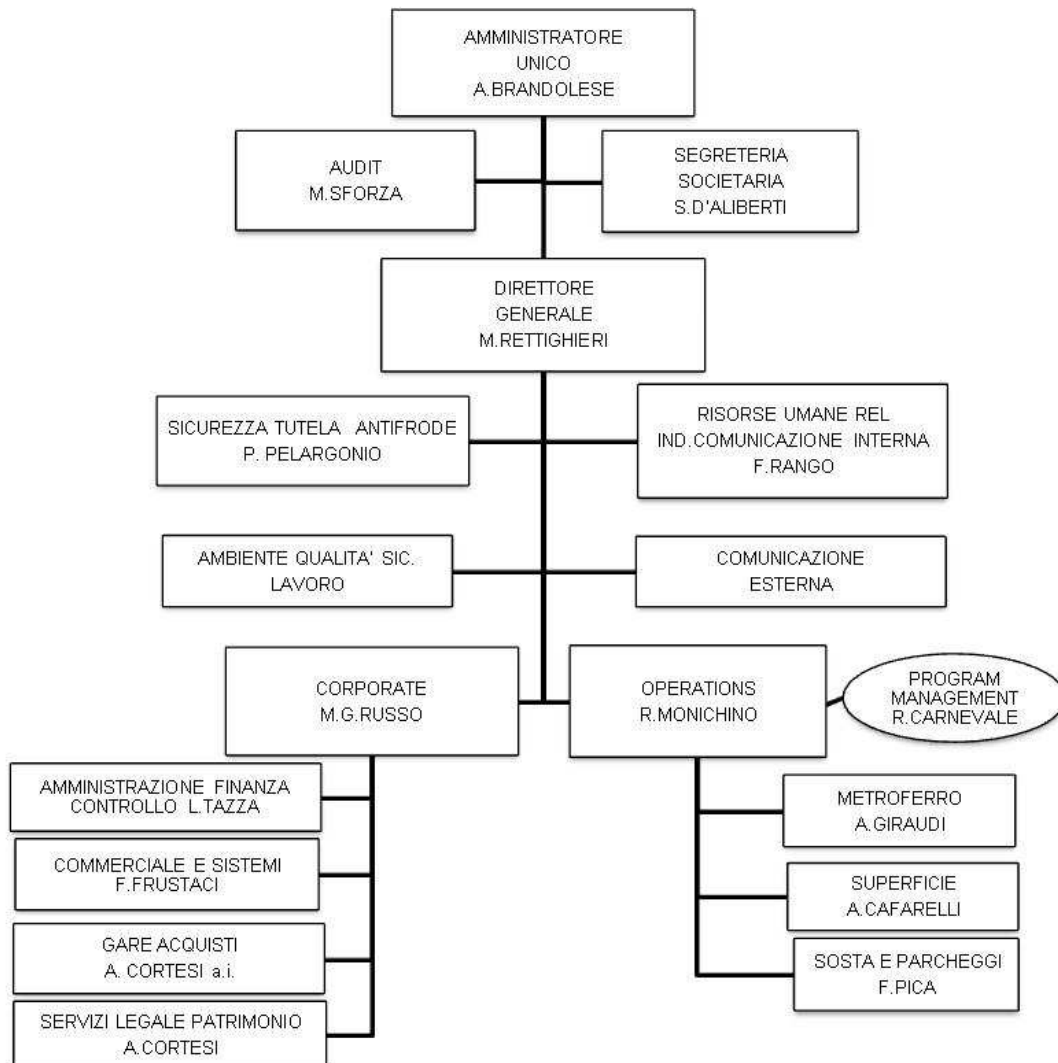 AMMINISTRATORE
UNICO
A.BRANDOLESE
AUDIT
M.SFORZA
SEGRETERIA
SOCIETARIA
S.D'ALIBERTI
DIRETTORE
GENERALE
M.RETTIGHIERI
SICUREZZA TUTELA ANTIFRODE
P. PELARGONIO
RISORSE UMANE REL
IND.COMUNICAZIONE INTERNA
F.RANGO
AMBIENTE QUALITA' SIC.
LAVORO
COMUNICAZIONE
ESTERNA
CORPORATE
M.G.RUSSO
OPERATIONS
R.MONICHINO
PROGRAM
MANAGEMENT
R.CARNEVALE
AMMINISTRAZIONE FINANZA
CONTROLLO L.TAZZA
COMMERCIALE E SISTEMI
F.FRUSTACI
GARE ACQUISTI
A. CORTESI a.i.
SERVIZI LEGALE PATRIMONIO
A.CORTESI
METROFERRO
A.GIRAUDI
SUPERFICIE
A.CAFARELLI
SOSTA E PARCHEGGI
F.PICA